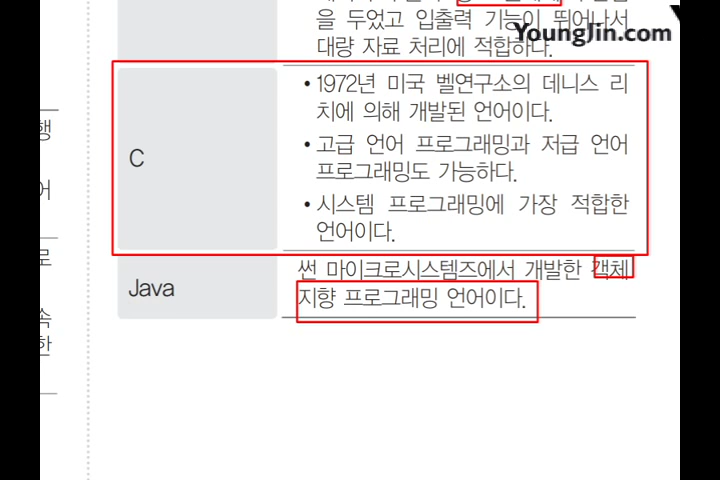 을 두었고 입출력 기능이 뛰어나서
YoungJin.com
대량 자료 처리에 적합하다.
C
• 1972년 미국 벨연구소의 데니스 리
치에 의해 개발된 언어이다.
• 고급 언어 프로그래밍과 저급 언어
프로그래밍도 가능하다.
• 시스템 프로그래밍에 가장 적합한
언어이다.
Java
썬 마이크로시스템즈에서 개발한 객체
지향 프로그래밍 언어이다.
행
어
로
속
한